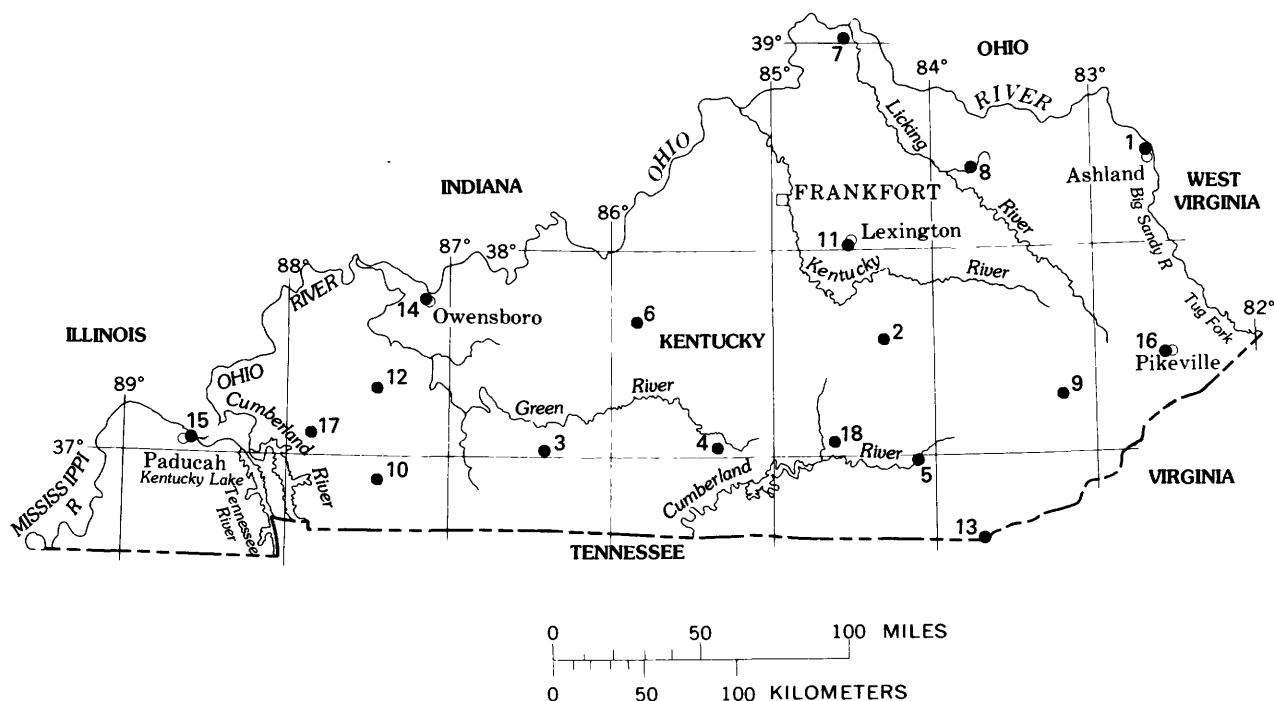 39°
7
OHIO
85°
84°
83°
RIVER
Licking
OHIO
1
Ashland
8
INDIANA
WEST
VIRGINIA
FRANKFORT
Big Sandy R
86°
River
Lexington
11
87°
38°
88°
Kentucky
River
RIVER
14
Owensboro
Tug Fork
82°
6
KENTUCKY
2
ILLINOIS
16
Pikeville
OHIO
12
89°
9
River
Green
Cumberland
17
15
3
4
18
37°
River
Paducah
5
Kentucky Lake
10
River
Cumberland
VIRGINIA
Tennessee
River
MISSISSIPPI
R
13
TENNESSEE
0 50 100 MILES
0 50 100 KILOMETERS